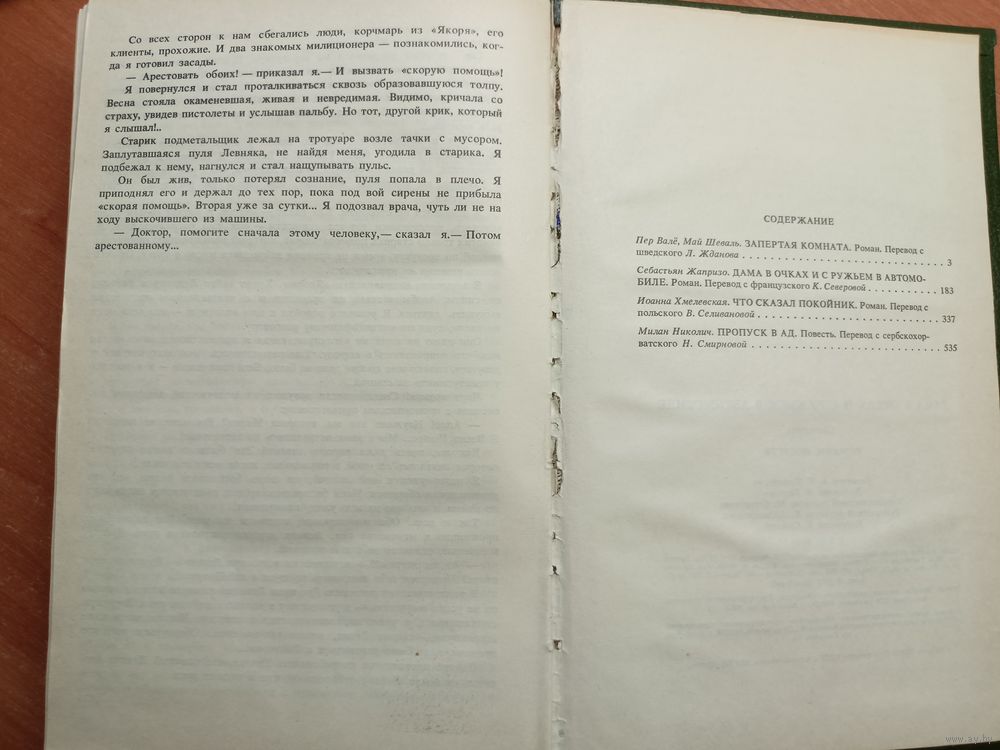 Со всех сторон к нам сбегались люди, корчмарь из «Якоря», его
клиенты, прохожие. И два знакомых милиционера — познакомились, ког-
да я готовил засады.
— Арестовать обоих! — приказал я.— И вызвать «скорую помощь»!
Я повернулся и стал проталкиваться сквозь образовавшуюся толпу.
Весна стояла окаменевшая, живая и невредимая. Видимо, кричала со
страху, увидев пистолеты и услышав пальбу. Но тот, другой крик, который
я слышал!..
Старик подметальщик лежал на тротуаре возле тачки с мусором.
Заплутавшаяся пуля Левняка, не найдя меня, угодила в старика. Я
подбежал к нему, нагнулся и стал нащупывать пульс.
Он был жив, только потерял сознание, пуля попала в плечо. Я
приподнял его и держал до тех пор, пока под вой сирены не прибыла
«скорая помощь». Вторая уже за сутки... Я подозвал врача, чуть ли не на
ходу выскочившего из машины.
— Доктор, помогите сначала этому человеку,— сказал я.— Потом
арестованному...
СОДЕРЖАНИЕ
Пер Валё, Май Шеваль. ЗАПЕРТАЯ КОМНАТА. Роман. Перевод с
шведского Л. Жданова . . . . . . . . . . . . . . . . . . . . . . . . . . . . 3
Себастьян Жапризо. ДАМА В ОЧКАХ И С РУЖЬЕМ В АВТОМО-
БИЛЕ. Роман. Перевод с французского К. Северовой . . . . . . . . . . 183
Иоанна Хмелевская. ЧТО СКАЗАЛ ПОКОЙНИК. Роман. Перевод с
польского В. Селивановой . . . . . . . . . . . . . . . . . . . . . . . . . . 337
Милан Николич. ПРОПУСК В АД. Повесть. Перевод с сербскохор-
ватского Н. Смирновой . . . . . . . . . . . . . . . . . . . . . . . . . . . 535
www.av.by